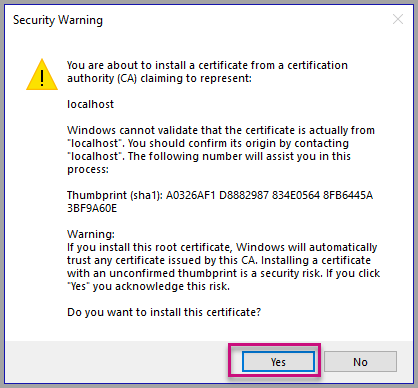 Security Warning
You are about to install a certificate from a certification
authority (CA) claiming to represent:
localhost
Windows cannot validate that the certificate is actually from
"localhost". You should confirm its origin by contacting
"localhost". The following number will assist you in this
process:
Thumbprint (sha1): A0326AF1 D8882987 834E0564 8FB6445A
3BF9A60E
Warning:
If you install this root certificate, Windows will automatically
trust any certificate issued by this CA. Installing a certificate
with an unconfirmed thumbprint is a security risk. If you click
"Yes" you acknowledge this risk.
Do you want to install this certificate?
Yes No